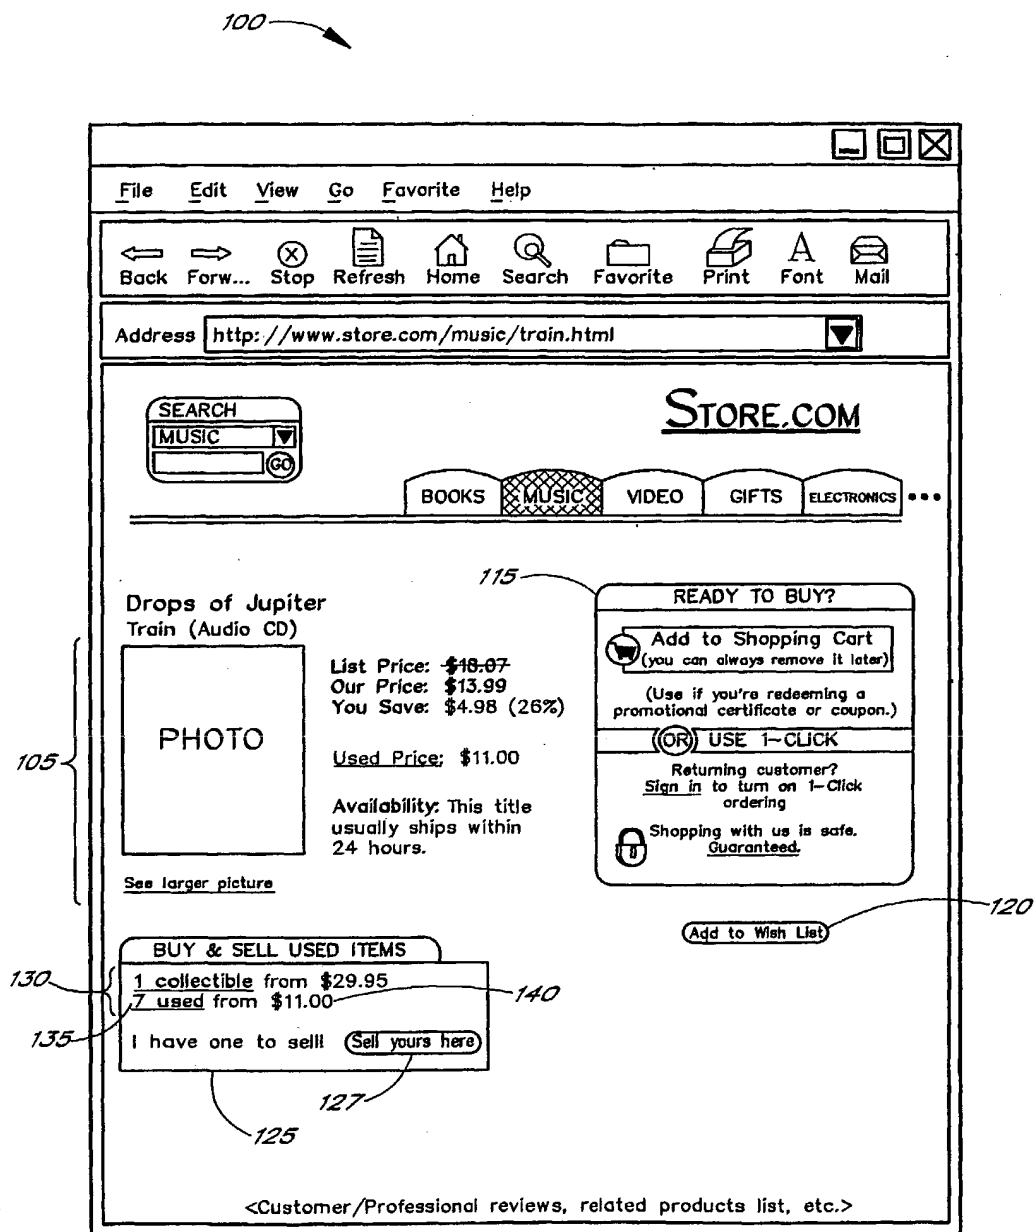 100
File Edit View Go Favorite Help
Back Forw... Stop Refresh Home Search Favorite Print Font Mail
Address http://www.store.com/music/train.html
SEARCH
MUSIC
GO
STORE.COM
BOOKS MUSIC VIDEO GIFTS ELECTRONICS •••
115
READY TO BUY?
Add to Shopping Cart
(you can always remove it later)
(Use if you're redeeming a
promotional certificate or coupon.)
OR USE 1-CLICK
Returning customer?
Sign in to turn on 1-Click
ordering
Shopping with us is safe.
Guaranteed.
Drops of Jupiter
Train (Audio CD)
PHOTO
105
List Price: $18.07
Our Price: $13.99
You Save: $4.98 (26%)
Used Price: $11.00
Availability: This title
usually ships within
24 hours.
See larger picture
120
Add to Wish List
BUY & SELL USED ITEMS
130
1 collectible from $29.95
7 used from $11.00
140
135
I have one to sell! Sell yours here
127
125
<Customer/Professional reviews, related products list, etc.>